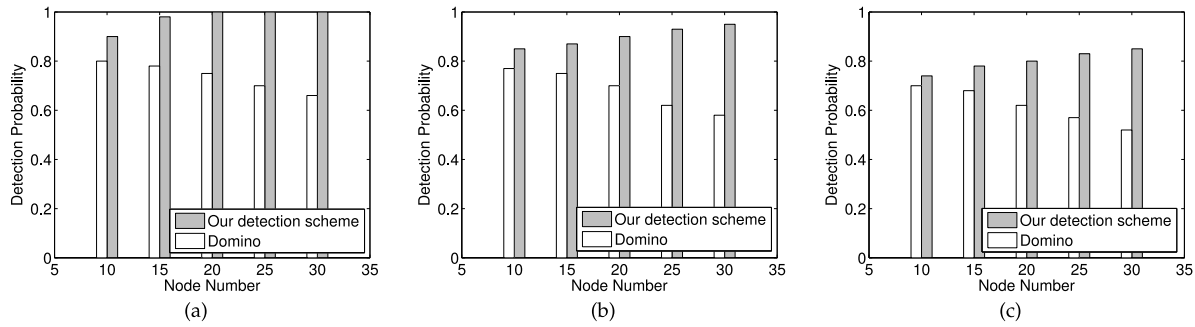 Detection Probability
1
0.8
0.6
0.4
0.2
0
5 10 15 20 25 30 35
Node Number
Our detection scheme
Domino
(a)
Detection Probability
1
0.8
0.6
0.4
0.2
0
5 10 15 20 25 30 35
Node Number
Our detection scheme
Domino
(b)
Detection Probability
1
0.8
0.6
0.4
0.2
0
5 10 15 20 25 30 35
Node Number
Our detection scheme
Domino
(c)